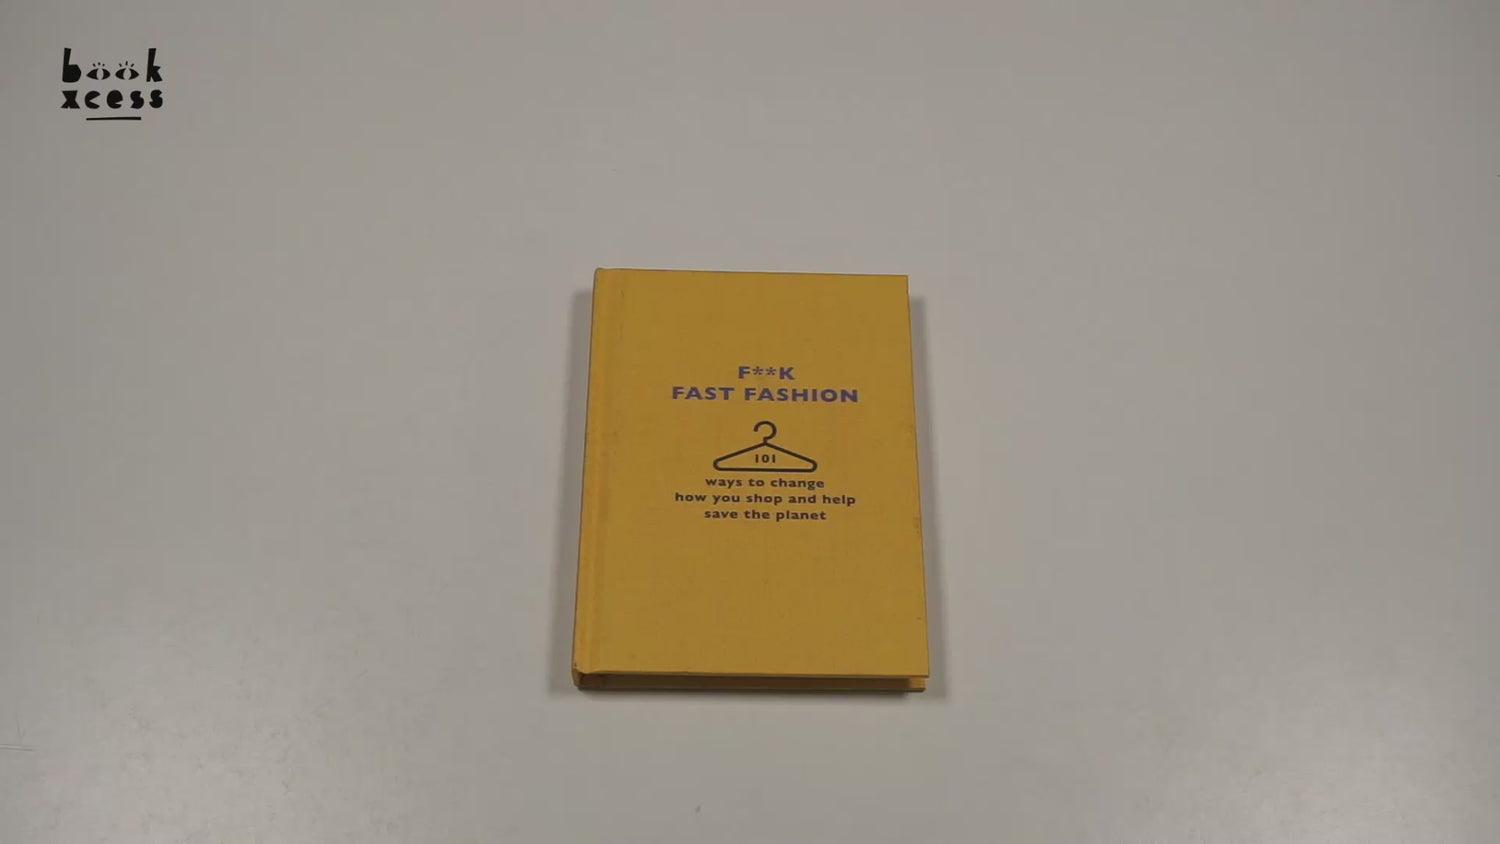 book
xcess
F**K
FAST FASHION
101
ways to change
how you shop and help
save the planet